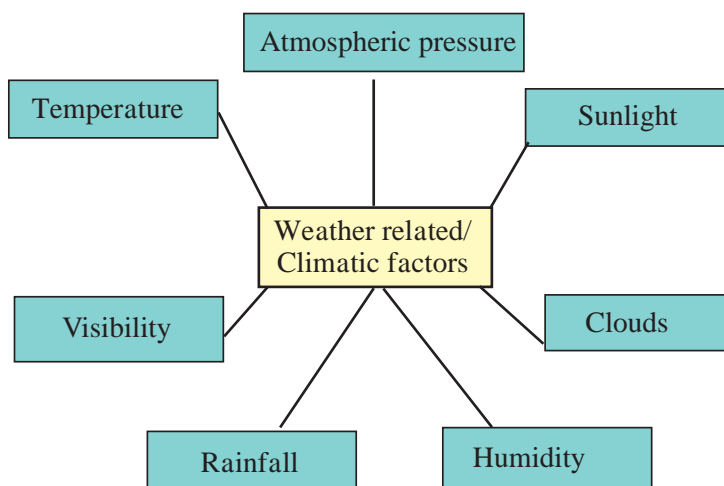 Atmospheric pressure
Temperature
Sunlight
Weather related/
Climatic factors
Visibility
Clouds
Rainfall
Humidity